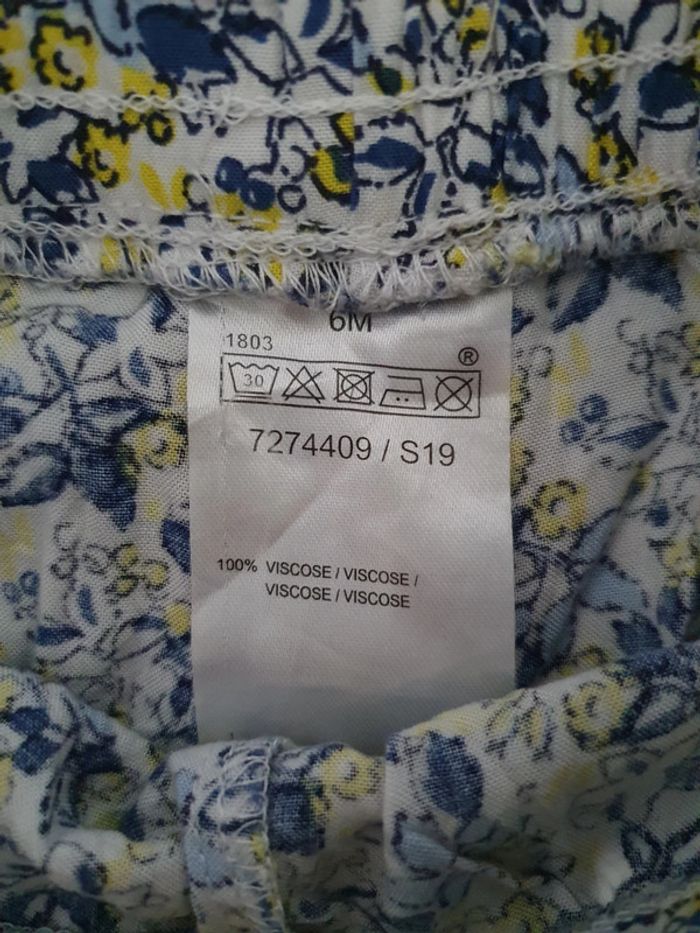 6M
1803
®
30
7274409 / S19
100% VISCOSE / VISCOSE /
VISCOSE / VISCOSE